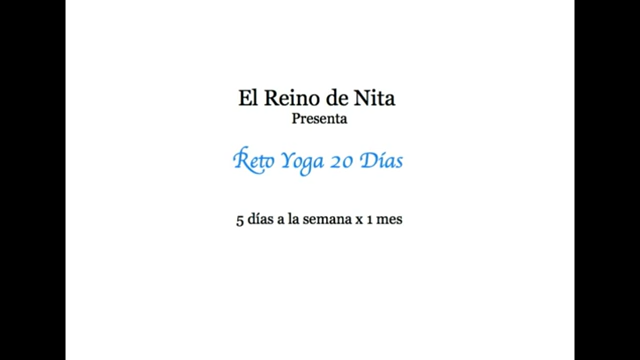 El Reino de Nita
Presenta
Reto Yoga 20 Días
5 días a la semana x 1 mes